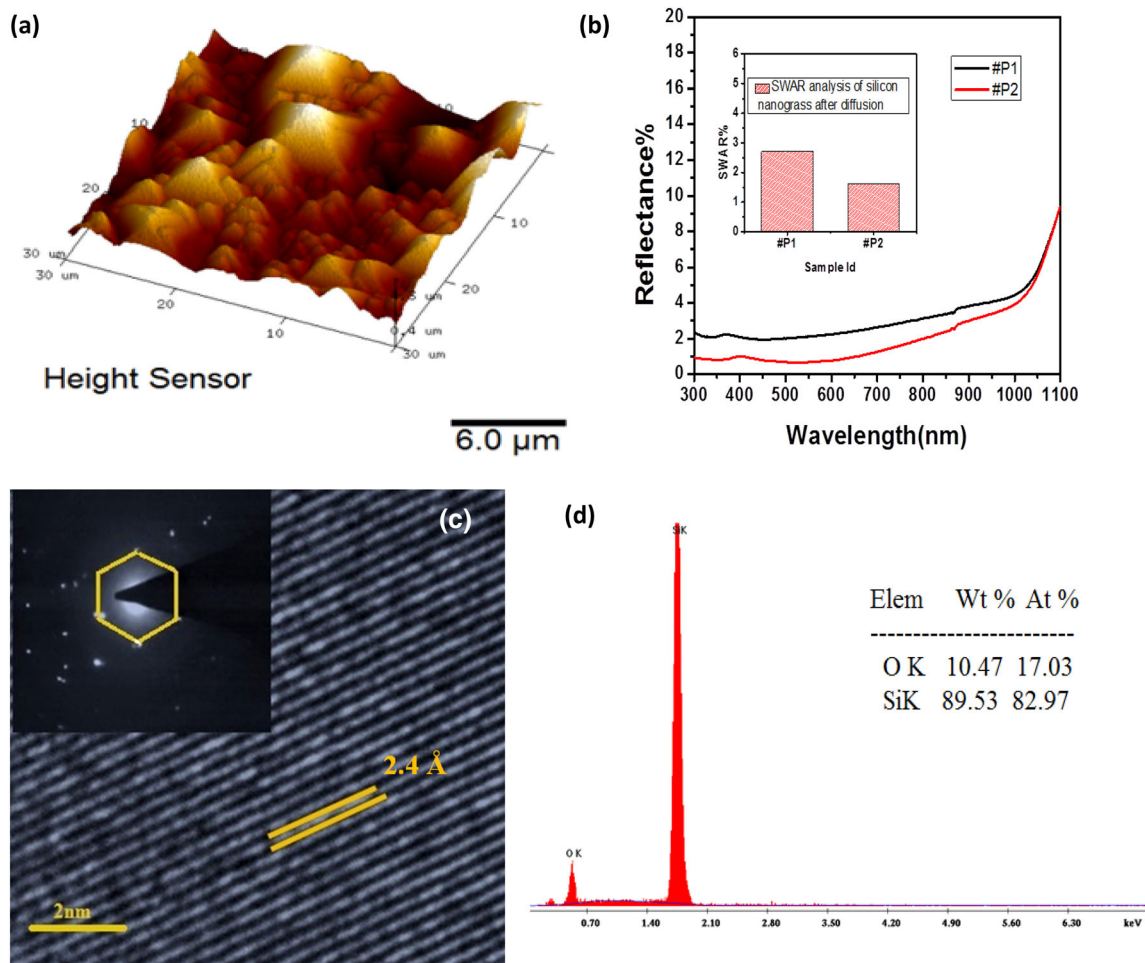 (a)
10
20
30 um
30 um
20
10
10
20
0.4 um
30 um
Height Sensor
6.0 µm
(b)
20
18
16
14
12
10
8
6
4
2
0
Reflectance%
300 400 500 600 700 800 900 1000 1100
Wavelength(nm)
#P1
#P2
6
5
4
3
2
1
0
SWAR%
SWAR analysis of silicon
nanograss after diffusion
#P1 #P2
Sample Id
(c)
2.4 Å
2nm
(d)
SiK
O K
Elem Wt % At %
------------------------
O K 10.47 17.03
SiK 89.53 82.97
0.70 1.40 2.10 2.80 3.50 4.20 4.90 5.60 6.30 keV